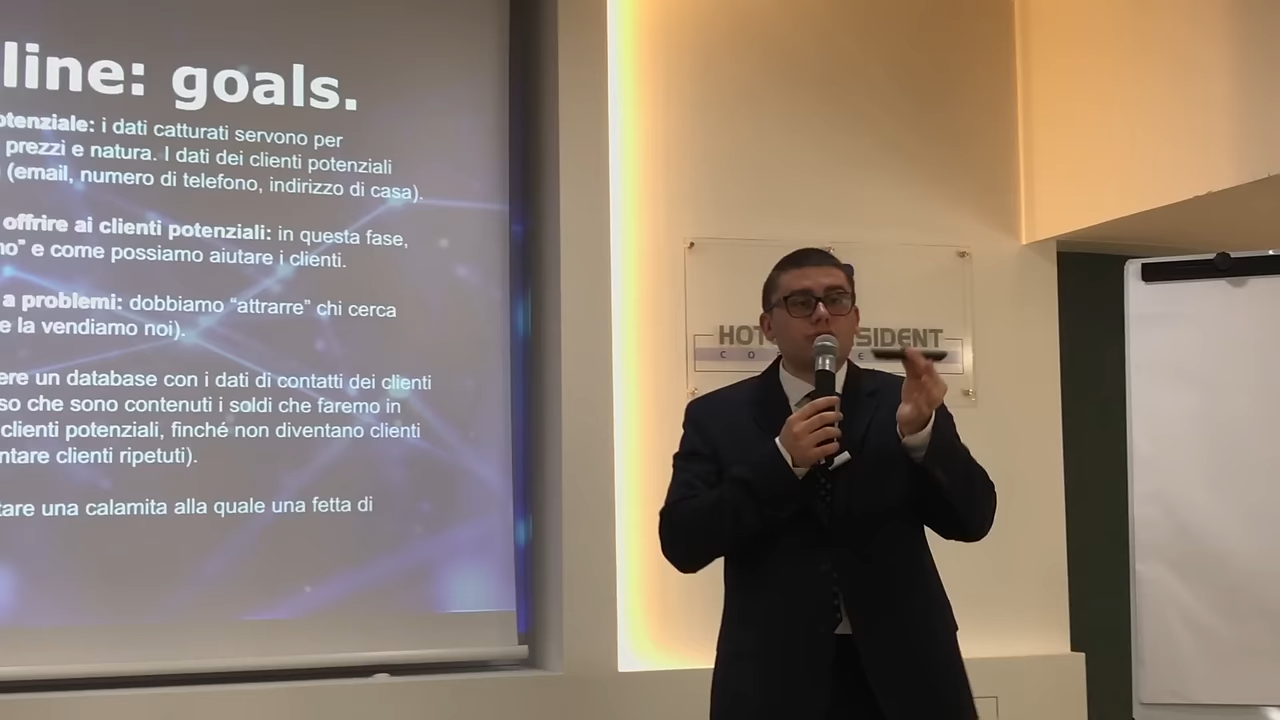 line: goals.
otenziale: i dati catturati servono per
prezzi e natura. I dati dei clienti potenziali
(email, numero di telefono, indirizzo di casa).
offrire ai clienti potenziali: in questa fase,
no” e come possiamo aiutare i clienti.
a problemi: dobbiamo “attrarre” chi cerca
e la vendiamo noi).
ere un database con i dati di contatti dei clienti
so che sono contenuti i soldi che faremo in
clienti potenziali, finché non diventano clienti
ntare clienti ripetuti).
tare una calamita alla quale una fetta di
HOT SIDENT
C O E